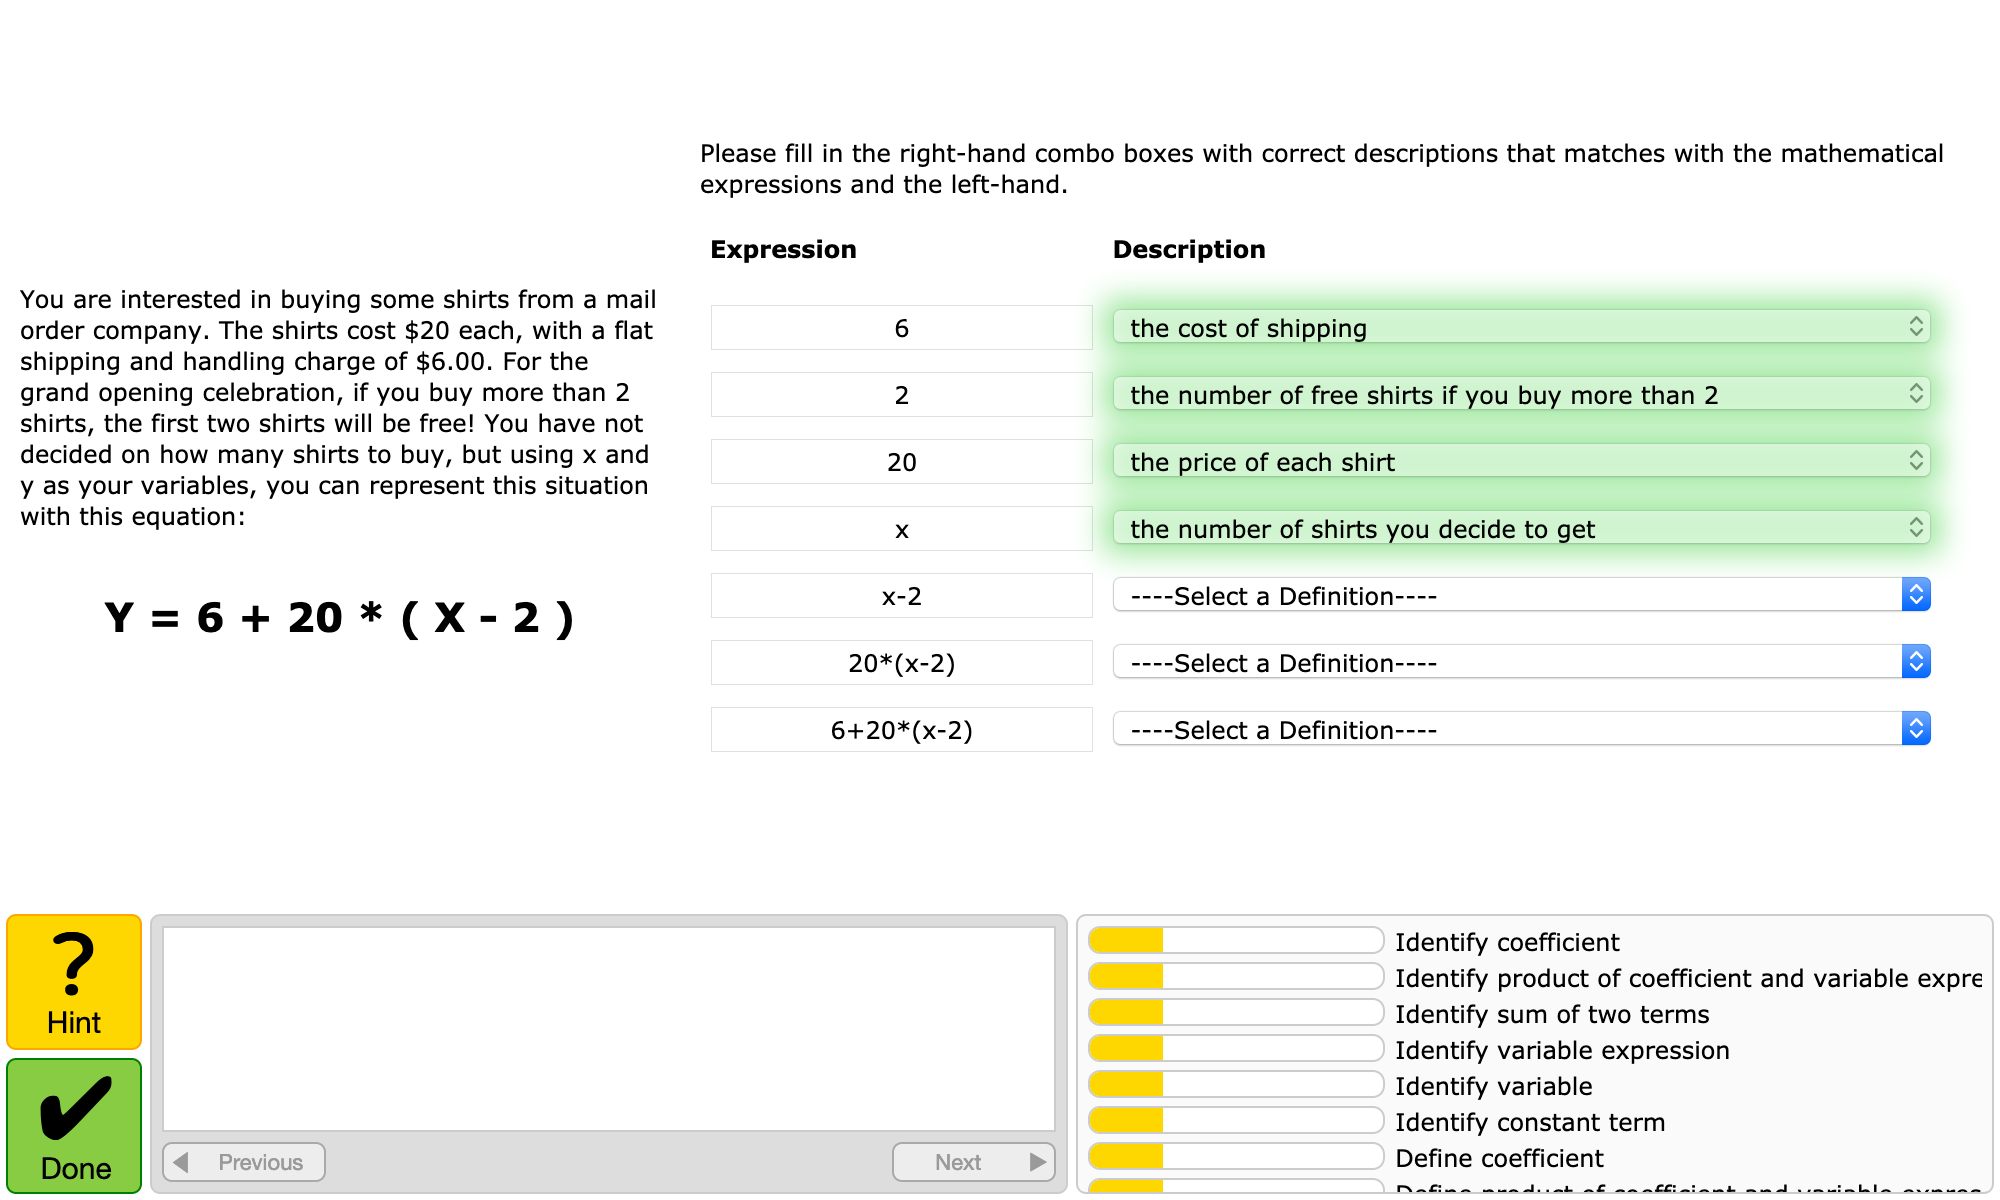 Please fill in the right-hand combo boxes with correct descriptions that matches with the mathematical
expressions and the left-hand.
Expression
Description
You are interested in buying some shirts from a mail
order company. The shirts cost $20 each, with a flat
shipping and handling charge of $6.00. For the
grand opening celebration, if you buy more than 2
shirts, the first two shirts will be free! You have not
decided on how many shirts to buy, but using x and
y as your variables, you can represent this situation
with this equation:
Y = 6 + 20 * ( X - 2 )
6
the cost of shipping
2
the number of free shirts if you buy more than 2
20
the price of each shirt
x
the number of shirts you decide to get
x-2
----Select a Definition----
20*(x-2)
----Select a Definition----
6+20*(x-2)
----Select a Definition----
?
Hint
Done
Previous
Next
Identify coefficient
Identify product of coefficient and variable expre
Identify sum of two terms
Identify variable expression
Identify variable
Identify constant term
Define coefficient
Define product of coefficient and variable expres